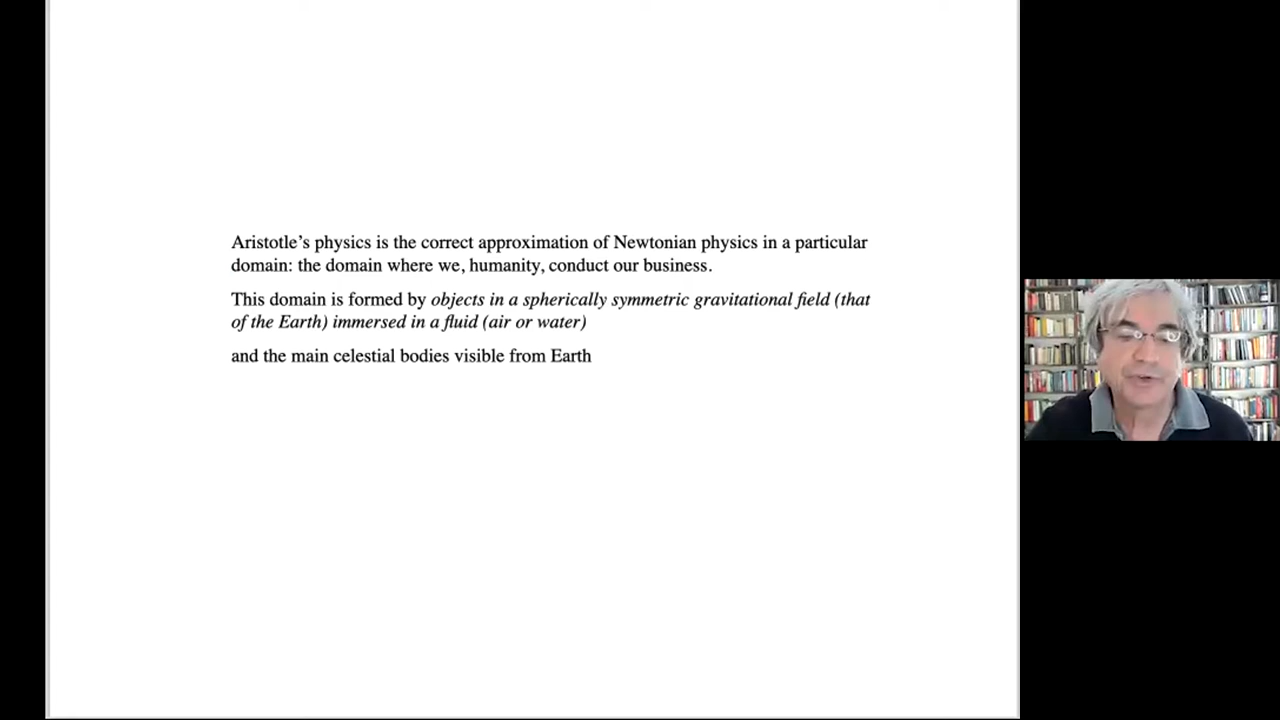 Aristotle’s physics is the correct approximation of Newtonian physics in a particular
domain: the domain where we, humanity, conduct our business.
This domain is formed by objects in a spherically symmetric gravitational field (that
of the Earth) immersed in a fluid (air or water)
and the main celestial bodies visible from Earth